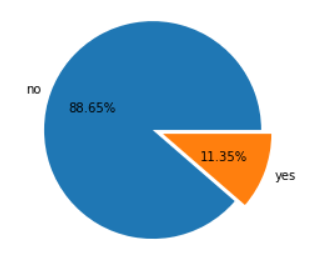 no
88.65%
11.35%
yes